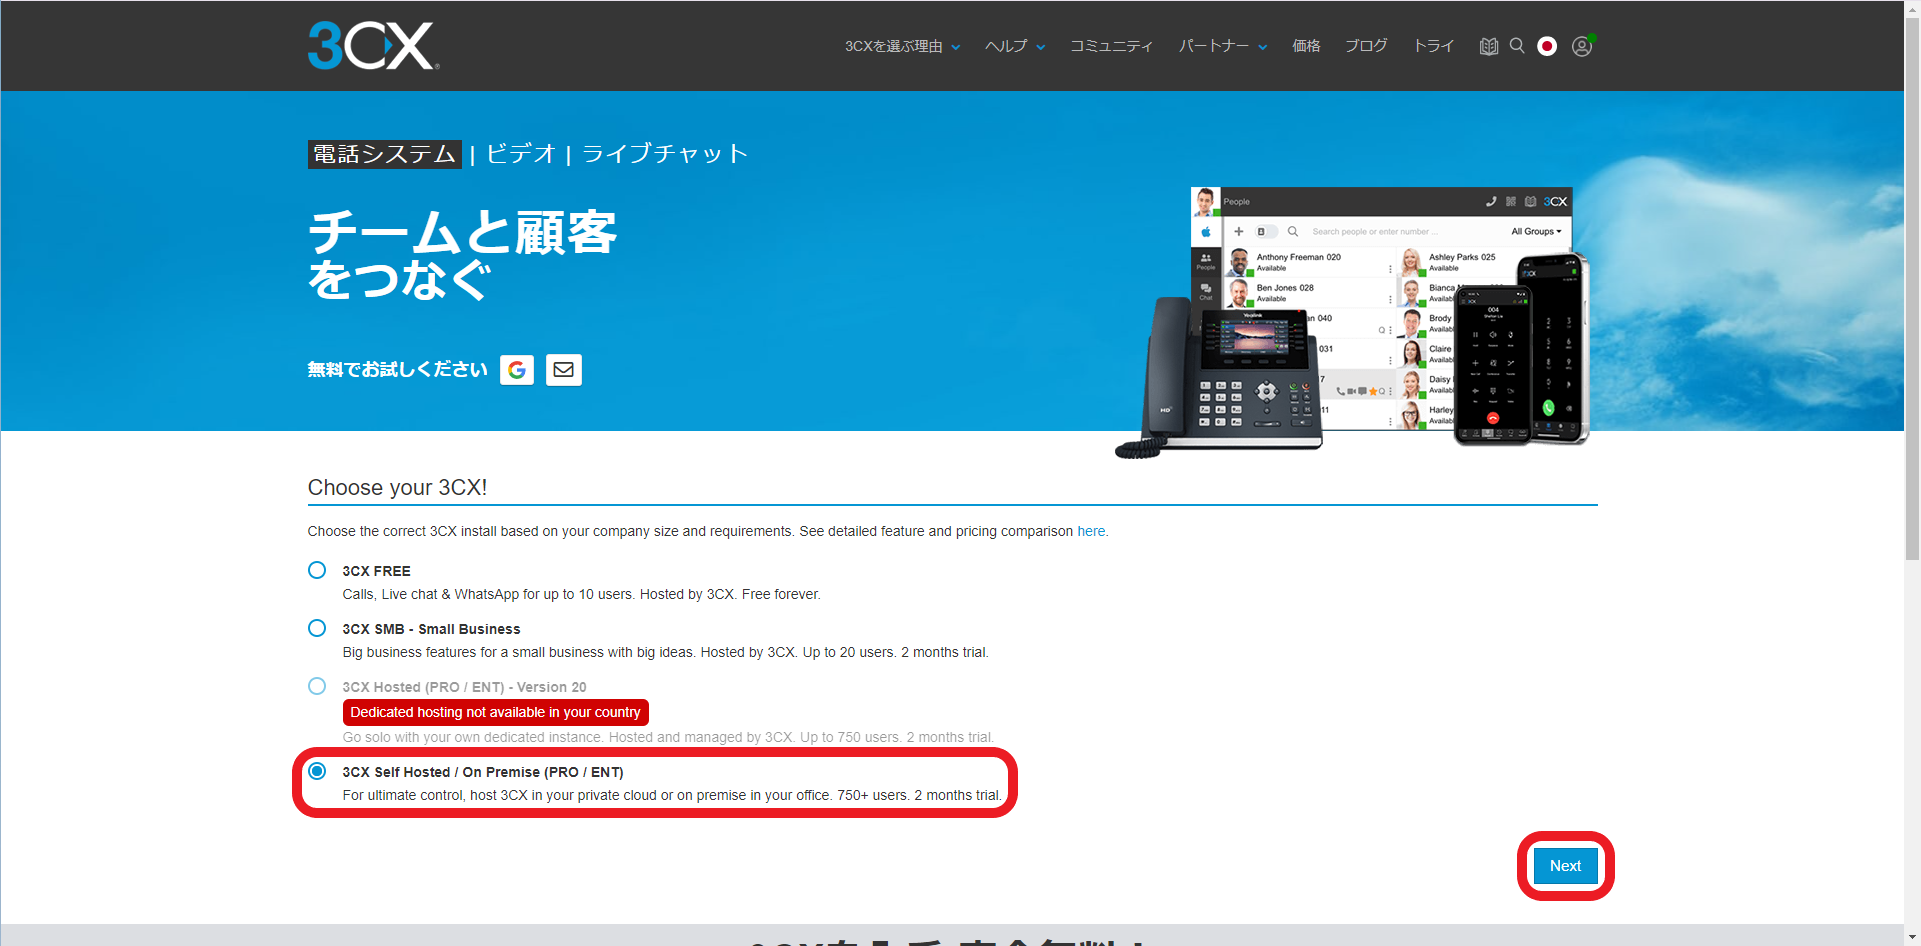 3CX
3CXを選ぶ理由 ヘルプ コミュニティ パートナー 価格 ブログ トライ
電話システム | ビデオ | ライブチャット
チームと顧客
をつなぐ
無料でお試しください
People
3CX
Search people or enter number ...
All Groups
Anthony Freeman 020
Available
Ashley Parks 025
Available
People
Ben Jones 028
Available
Bianca
Chat
040
Brody
031
Claire
Daisy
Harley
Yealink
004
Choose your 3CX!
Choose the correct 3CX install based on your company size and requirements. See detailed feature and pricing comparison here.
3CX FREE
Calls, Live chat & WhatsApp for up to 10 users. Hosted by 3CX. Free forever.
3CX SMB - Small Business
Big business features for a small business with big ideas. Hosted by 3CX. Up to 20 users. 2 months trial.
3CX Hosted (PRO / ENT) - Version 20
Dedicated hosting not available in your country
Go solo with your own dedicated instance. Hosted and managed by 3CX. Up to 750 users. 2 months trial.
3CX Self Hosted / On Premise (PRO / ENT)
For ultimate control, host 3CX in your private cloud or on premise in your office. 750+ users. 2 months trial.
Next